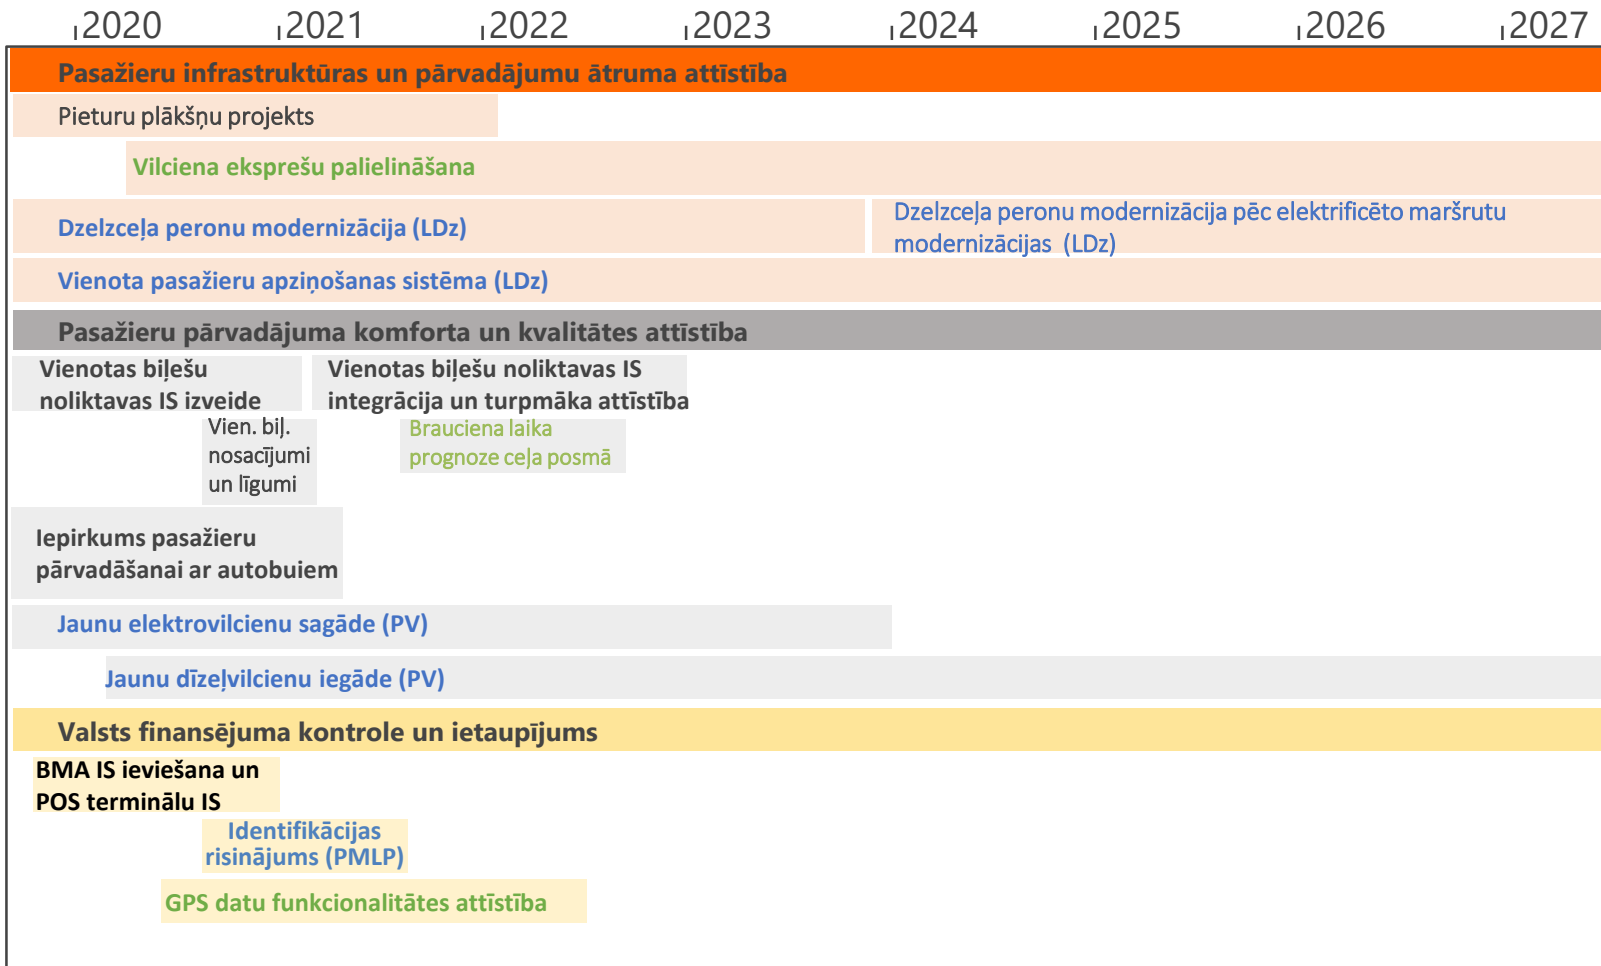 2020 2021 2022 2023 2024 2025 2026 2027
Pasažieru infrastruktūras un pārvadājumu ātruma attīstība
Pieturu plākšņu projekts
Vilciena ekspresšu palielināšana
Dzelzceļa peronu modernizācija (LDz)
Dzelzceļa peronu modernizācija pēc elektrificēto maršrutu
modernizācijas (LDz)
Vienota pasažieru apziņošanas sistēma (LDz)
Pasažieru pārvadājuma komforta un kvalitātes attīstība
Vienotas biļešu
noliktavas IS izveide
Vienotas biļešu noliktavas IS
integrācija un turpmāka attīstība
Vien. biļ.
nosacījumi
un līgumi
Brauciena laika
prognoze ceļa posmā
Iepirkums pasažieru
pārvadāšanai ar autobuiem
Jaunu elektrovilcienu sagāde (PV)
Jaunu dīzeļvilcienu iegāde (PV)
Valsts finansējuma kontrole un ietaupījums
BMA IS ieviešana un
POS terminālu IS
Identifikācijas
risinājums (PMLP)
GPS datu funkcionalitātes attīstība